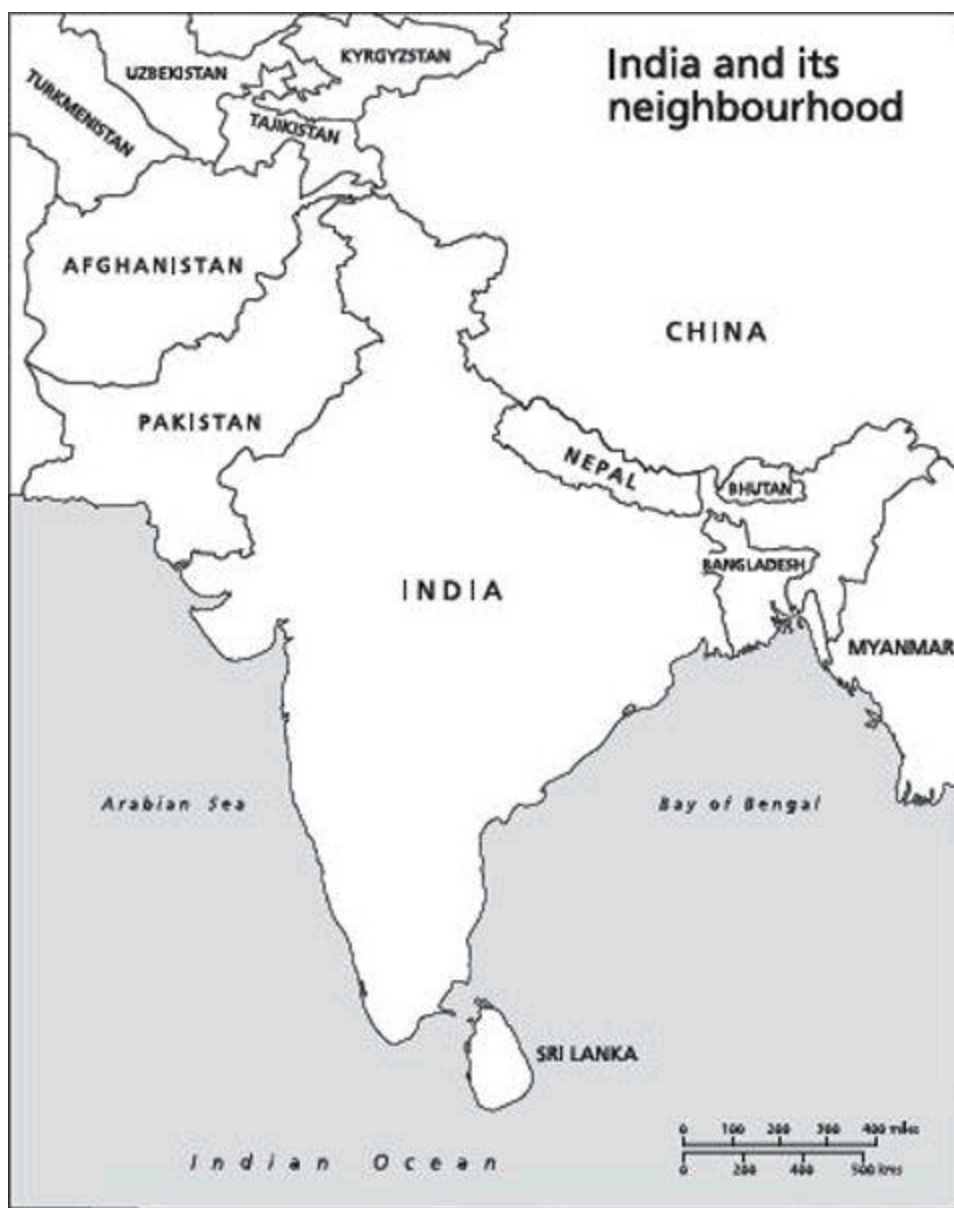 India and its
neighbourhood
KYRGYZSTAN
UZBEKISTAN
TURKMENISTAN
TAJIKISTAN
AFGHANISTAN
CHINA
PAKISTAN
NEPAL
BHUTAN
BANGLADESH
INDIA
MYANMAR
Arabian Sea
Bay of Bengal
SRI LANKA
Indian Ocean
0 100 200 300 400 miles
0 200 400 500 kms